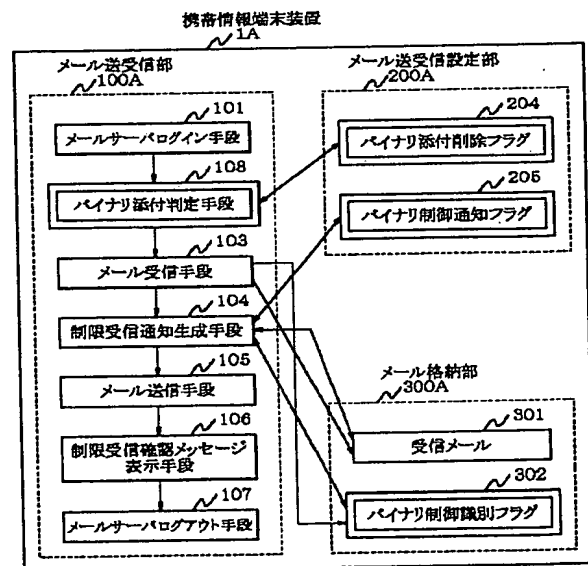 携帯情報端末装置
1A
メール送受信部
100A
101
メールサーバログイン手段
108
バイナリ添付判定手段
103
メール受信手段
104
制限受信通知生成手段
105
メール送信手段
106
制限受信確認メッセージ
表示手段
107
メールサーバログアウト手段
メール送受信設定部
200A
204
バイナリ添付削除フラグ
205
バイナリ制御通知フラグ
メール格納部
300A
301
受信メール
302
バイナリ制御識別フラグ